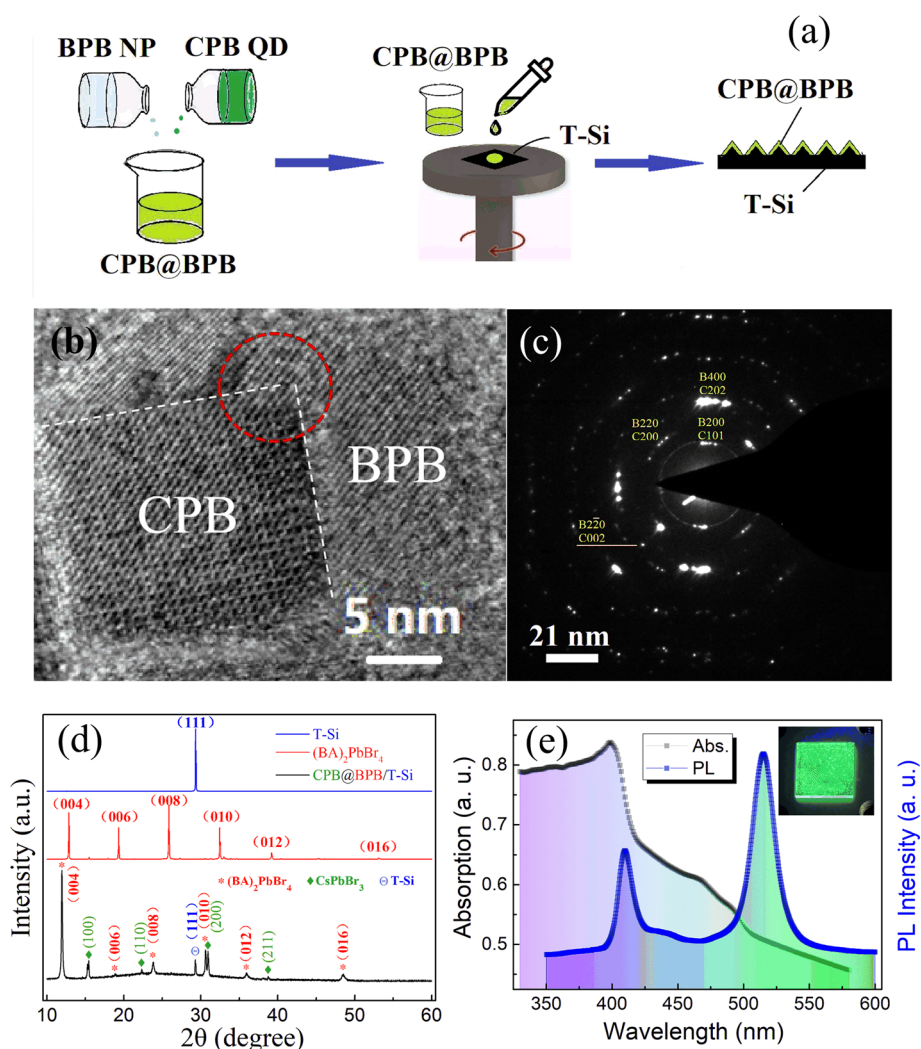 (a)
BPB NP
CPB QD
CPB@BPB
CPB@BPB
T-Si
CPB@BPB
T-Si
(b)
CPB
BPB
5 nm
(c)
B400
C202
B220
C200
B200
C101
B2̅20
C002
21 nm
(d)
(111)
T-Si
(BA)₂PbBr₄
CPB@BPB/T-Si
(004)
(006)
(008)
(010)
(012)
(016)
*(BA)₂PbBr₄
♦CsPbBr₃
Θ T-Si
*
(004)
(100)
(006)
(110)
(008)
(111)
(010)
(200)
(211)
(012)
(016)
Intensity (a.u.)
10 20 30 40 50 60
2θ (degree)
(e)
Abs.
PL
0.8
0.7
0.6
0.5
Absorption (a. u.)
PL Intensity (a. u.)
350 400 450 500 550 600
Wavelength (nm)